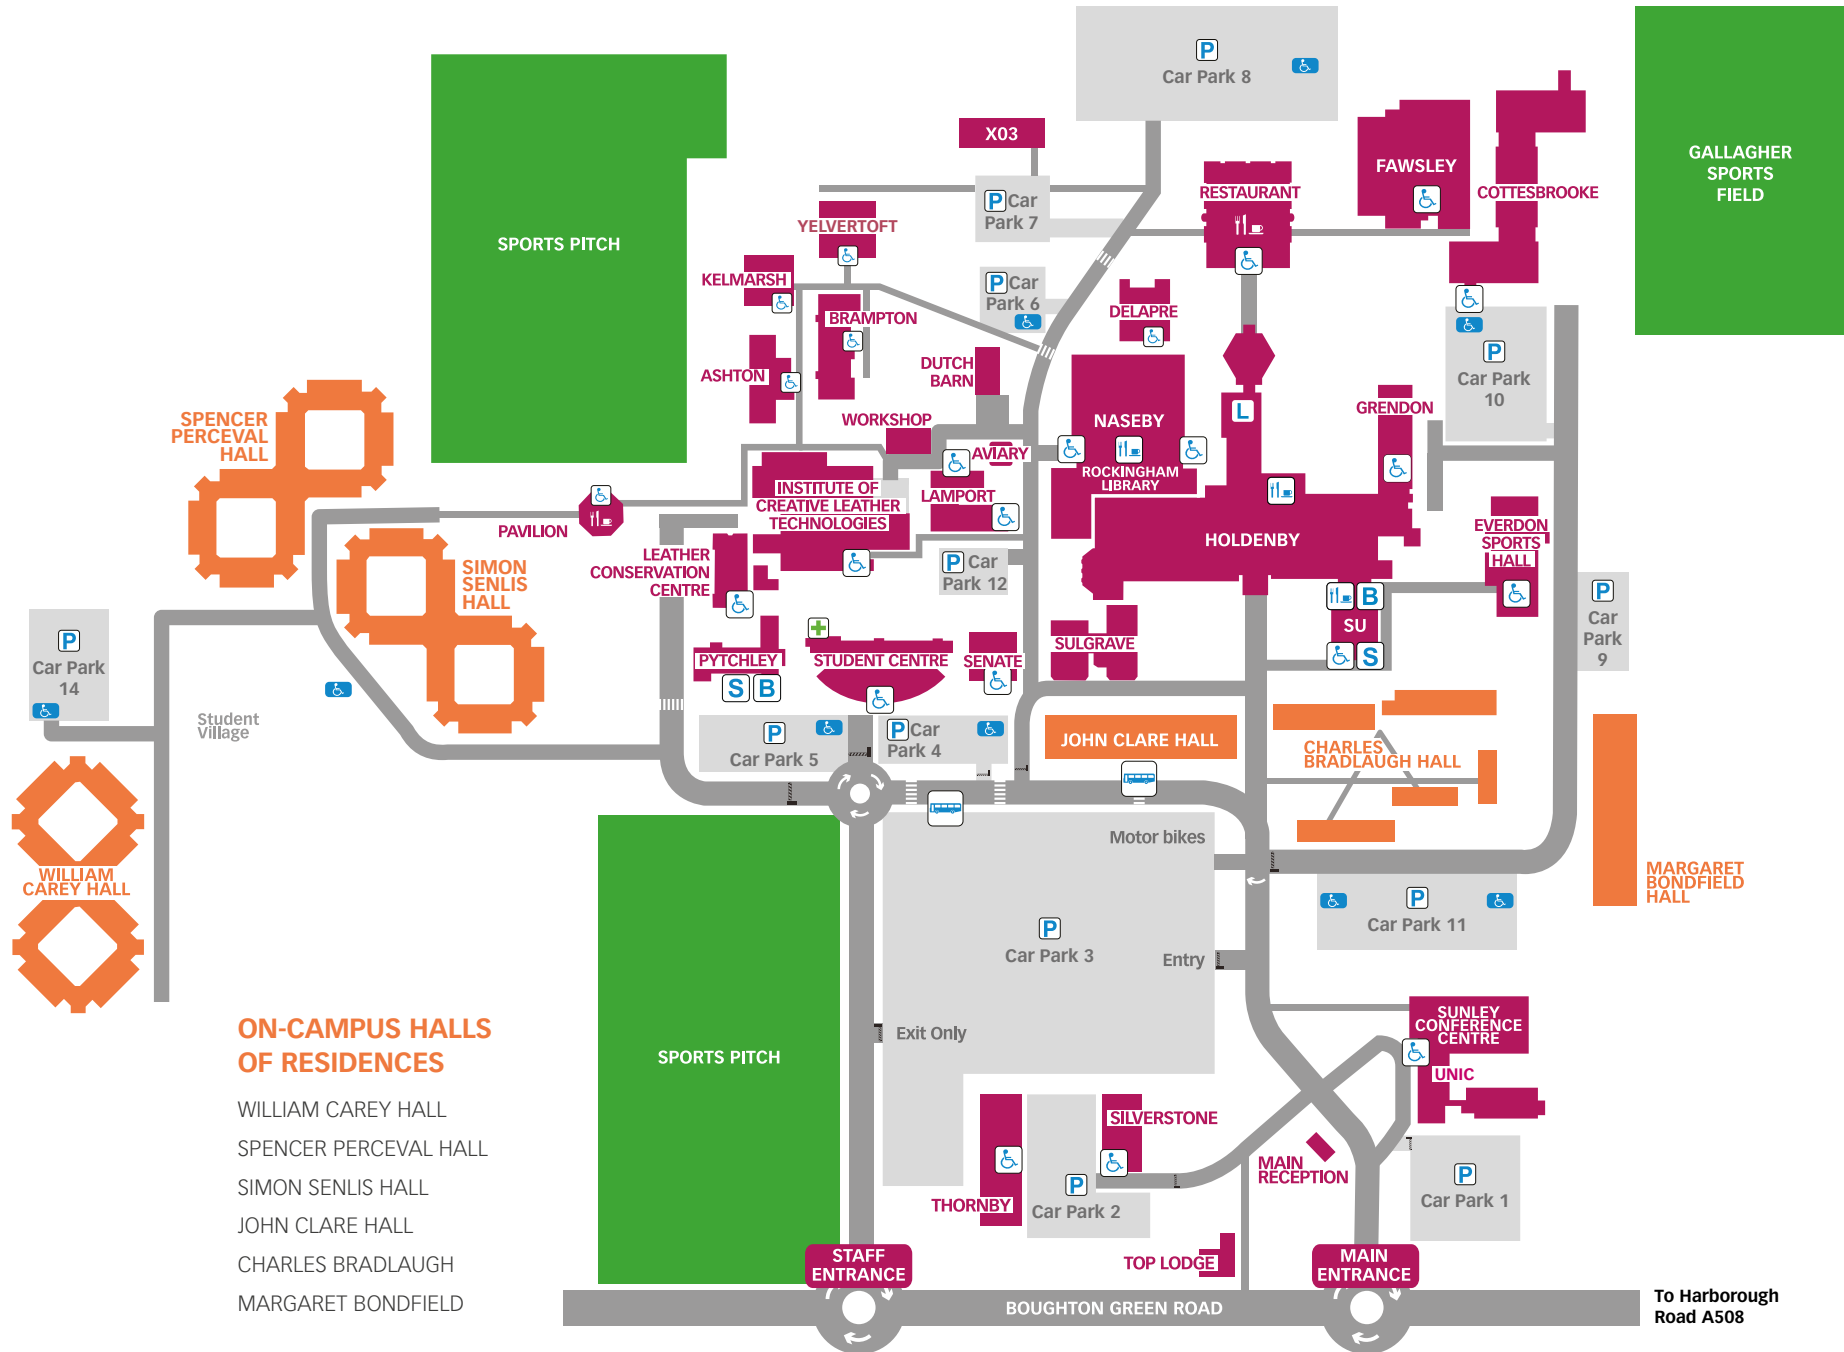 P
Car Park 8
X03
FAWSLEY
GALLAGHER
SPORTS
FIELD
P Car
Park 7
RESTAURANT
COTTESBROOKE
YELVERTOFT
SPORTS PITCH
KELMARSH
P Car
Park 6
DELAPRE
BRAMPTON
P
Car Park
10
DUTCH
BARN
ASHTON
GRENDON
L
SPENCER
PERCEVAL
HALL
WORKSHOP
NASEBY
AVIARY
ROCKINGHAM
LIBRARY
INSTITUTE OF
CREATIVE LEATHER
TECHNOLOGIES
LAMPORT
PAVILION
EVERDON
SPORTS
HALL
HOLDENBY
LEATHER
CONSERVATION
CENTRE
SIMON
SENLIS
HALL
P Car
Park 12
P
Car
Park
9
B
SU
S
P
Car Park
14
PYTCHLEY
S B
STUDENT CENTRE
SENATE
SULGRAVE
Student
Village
P
Car Park 5
P Car
Park 4
JOHN CLARE HALL
CHARLES
BRADLAUGH HALL
Motor bikes
WILLIAM
CAREY HALL
MARGARET
BONDFIELD
HALL
P
Car Park 11
P
Car Park 3
Entry
Exit Only
SPORTS PITCH
SUNLEY
CONFERENCE
CENTRE
UNIC
ON-CAMPUS HALLS
OF RESIDENCES
WILLIAM CAREY HALL
SPENCER PERCEVAL HALL
SIMON SENLIS HALL
JOHN CLARE HALL
CHARLES BRADLAUGH
MARGARET BONDFIELD
SILVERSTONE
THORNBY
P
Car Park 2
MAIN
RECEPTION
P
Car Park 1
TOP LODGE
STAFF
ENTRANCE
MAIN
ENTRANCE
BOUGHTON GREEN ROAD
To Harborough
Road A508